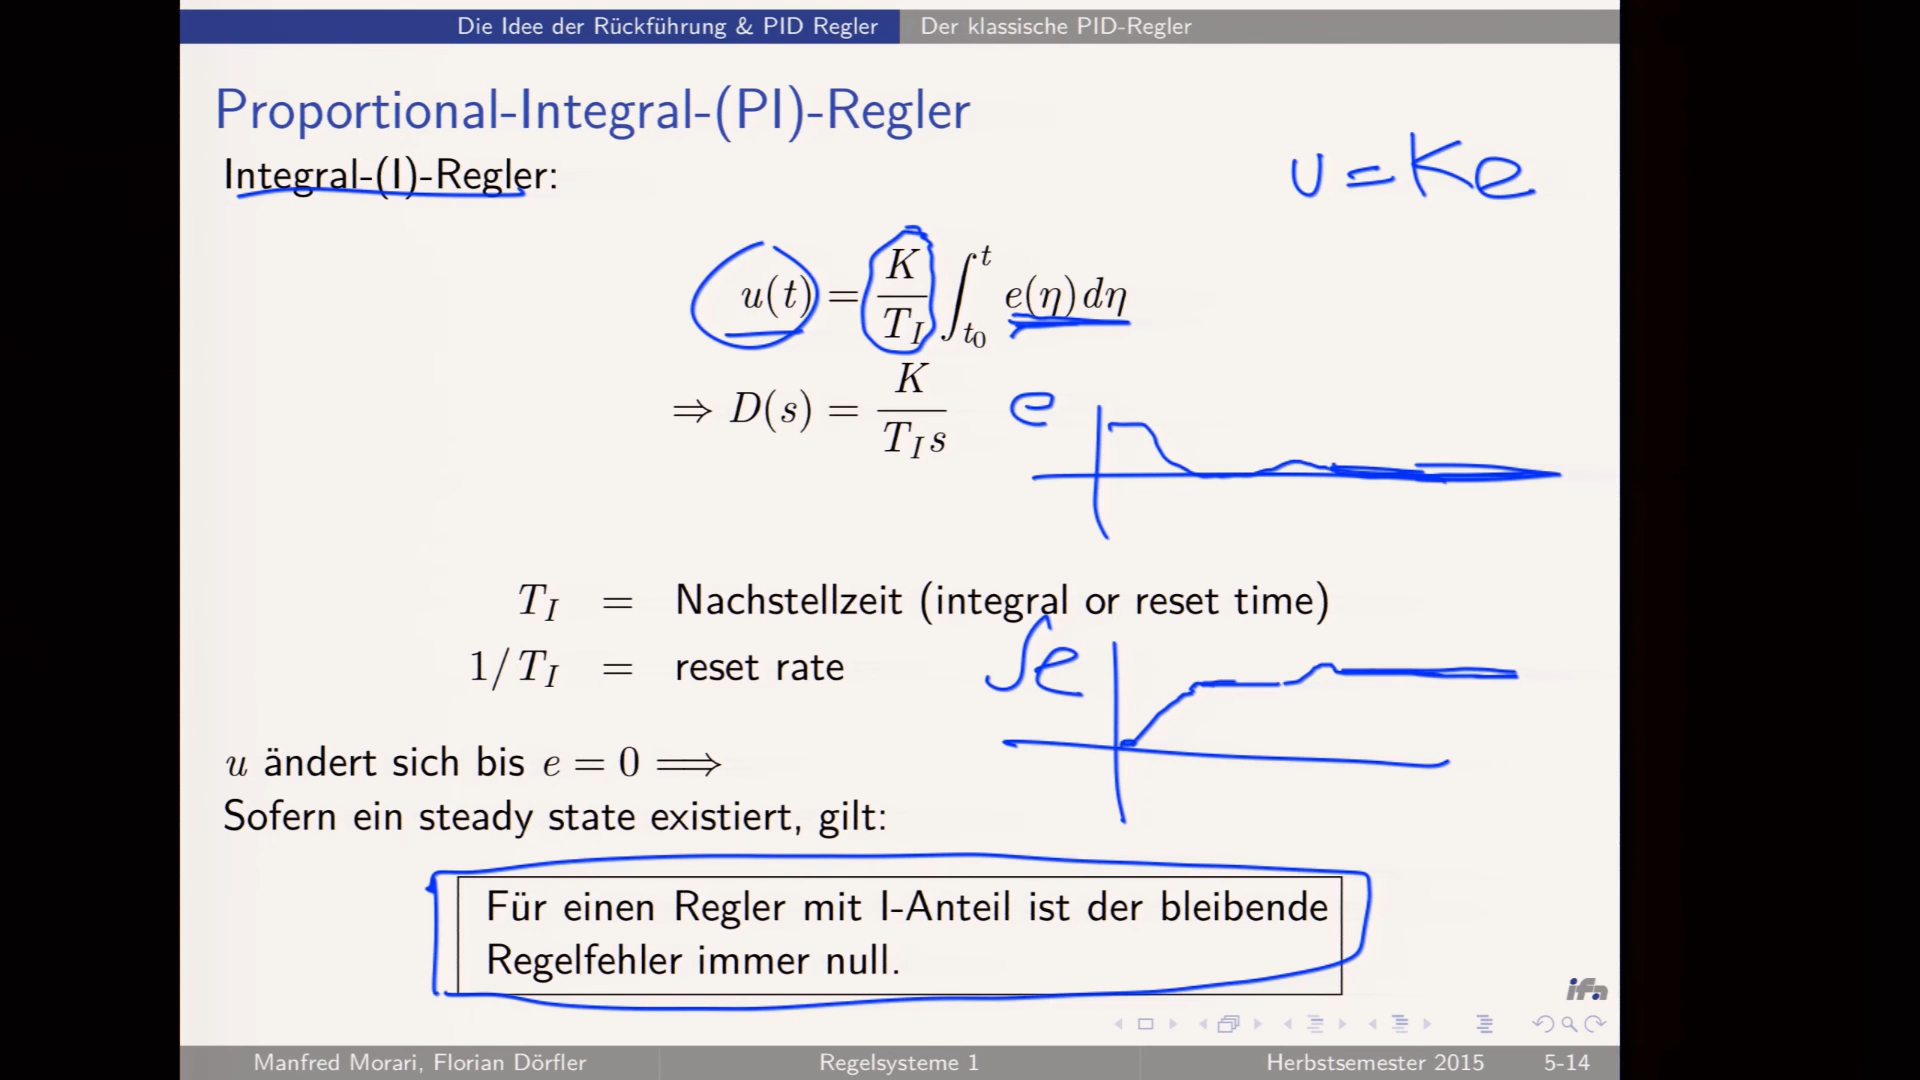 Die Idee der Rückführung & PID Regler Der klassische PID-Regler
Proportional-Integral-(PI)-Regler
Integral-(I)-Regler:
u = Ke
u(t) = K/T_I ∫_{t_0}^{t} e(η)dη
⇒ D(s) = K/(T_I s)
e
T_I = Nachstellzeit (integral or reset time)
1/T_I = reset rate
∫e
u ändert sich bis e = 0 ⟹
Sofern ein steady state existiert, gilt:
Für einen Regler mit I-Anteil ist der bleibende
Regelfehler immer null.
ifa
Manfred Morari, Florian Dörfler Regelsysteme 1 Herbstsemester 2015 5-14